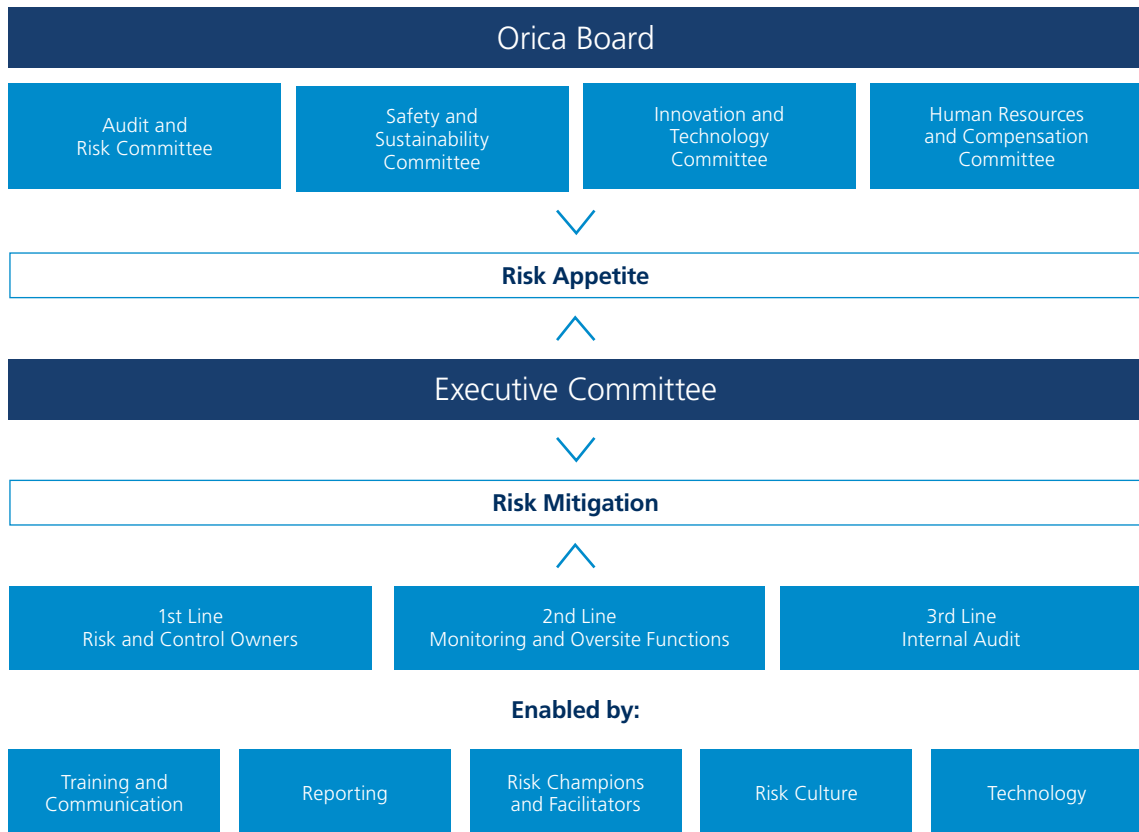 Orica Board
Audit and
Risk Committee
Safety and
Sustainability
Committee
Innovation and
Technology
Committee
Human Resources
and Compensation
Committee
Risk Appetite
Executive Committee
Risk Mitigation
1st Line
Risk and Control Owners
2nd Line
Monitoring and Oversite Functions
3rd Line
Internal Audit
Enabled by:
Training and
Communication
Reporting
Risk Champions
and Facilitators
Risk Culture
Technology